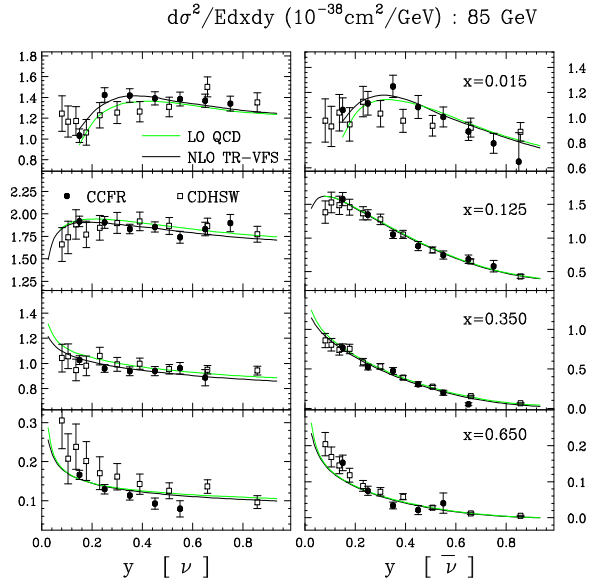 dσ²/Edxdy (10⁻³⁸cm²/GeV) : 85 GeV
1.8
1.6
1.4
1.2
1.0
0.8
LO QCD
NLO TR-VFS
x=0.015
1.4
1.2
1.0
0.8
0.6
2.25
2.00
1.75
1.50
1.25
CCFR
CDHSW
x=0.125
1.5
1.0
0.5
1.4
1.2
1.0
0.8
x=0.350
1.0
0.5
0.0
0.3
0.2
0.1
x=0.650
0.2
0.1
0.0
0.0 0.2 0.4 0.6 0.8 0.0 0.2 0.4 0.6 0.8
y [ ν ] y [ ν̅ ]